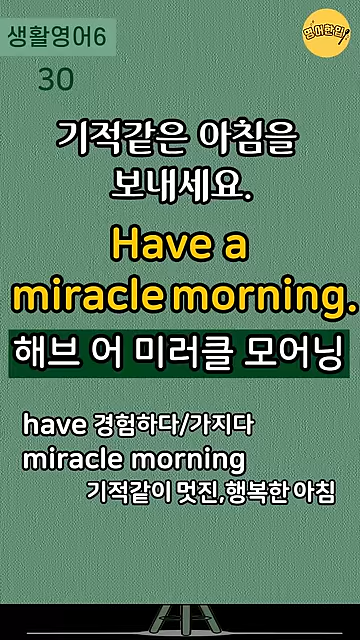 생활영어6
영어한입
30
기적같은 아침을
보내세요.
Have a
miracle morning.
해브 어 미러클 모어닝
have 경험하다/가지다
miracle morning
기적같이 멋진,행복한 아침